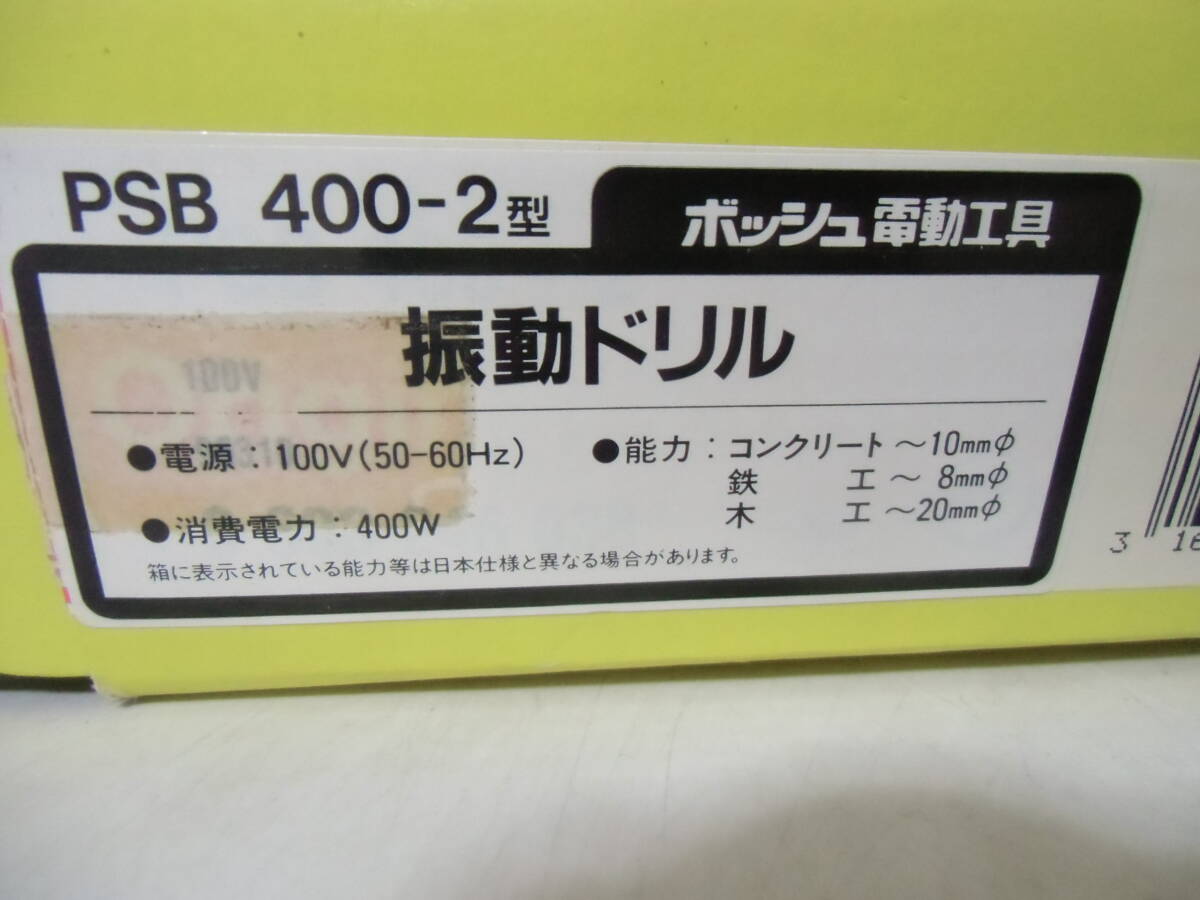 PSB 400-2型
ボッシュ電動工具
振動ドリル
100V
●電源：100V(50-60Hz)
●消費電力：400W
●能力：コンクリート ～10mmφ
鉄 工～ 8mmφ
木 工～20mmφ
箱に表示されている能力等は日本仕様と異なる場合があります。
3 16